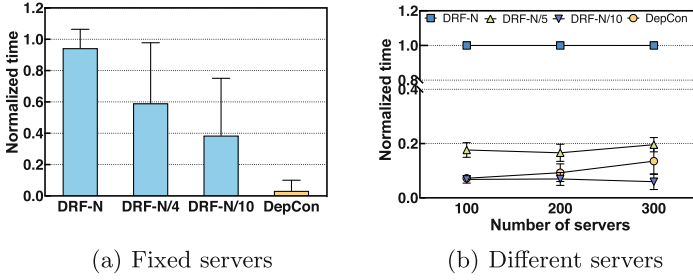 Normalized time
1.2
1.0
0.8
0.6
0.4
0.2
0.0
DRF-N DRF-N/4 DRF-N/10 DepCon
(a) Fixed servers
Normalized time
1.2
DRF-N DRF-N/5 DRF-N/10 DepCon
1.0
0.8
0.4
0.2
0.0
100 200 300
Number of servers
(b) Different servers